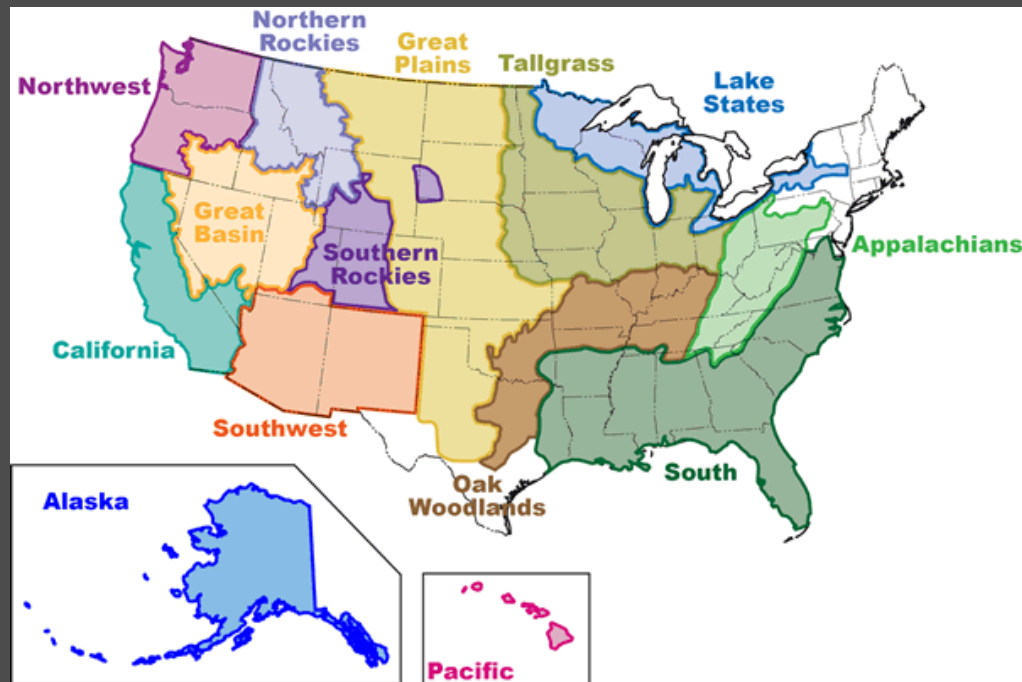 Northern
Rockies
Great
Plains
Tallgrass
Lake
States
Northwest
Great
Basin
Southern
Rockies
Appalachians
California
Southwest
South
Oak
Woodlands
Alaska
Pacific